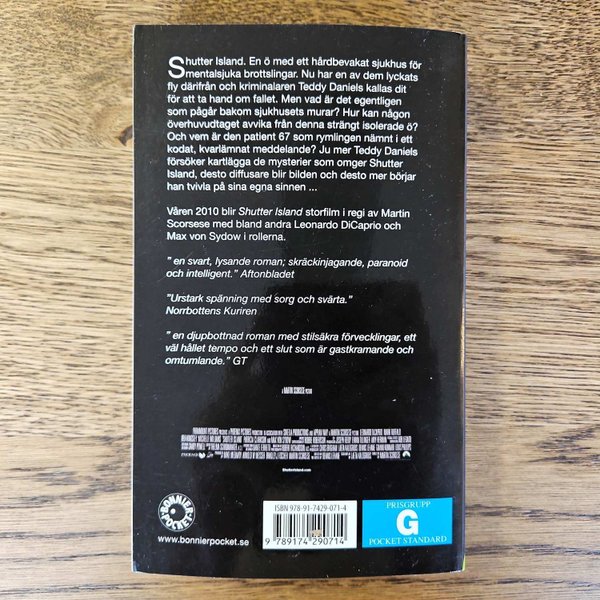 Shutter Island. En ö med ett hårdbevakat sjukhus för
mentalsjuka brottslingar. Nu har en av dem lyckats
fly därifrån och kriminalaren Teddy Daniels kallas dit
för att ta hand om fallet. Men vad är det egentligen
som pågår bakom sjukhusets murar? Hur kan någon
överhuvudtaget avvika från denna strängt isolerade ö?
Och vem är den patient 67 som rymlingen nämnt i ett
kodat, kvarlämnat meddelande? Ju mer Teddy Daniels
försöker kartlägga de mysterier som omger Shutter
Island, desto diffusare blir bilden och desto mer börjar
han tvivla på sina egna sinnen ...
Våren 2010 blir Shutter Island storfilm i regi av Martin
Scorsese med bland andra Leonardo DiCaprio och
Max von Sydow i rollerna.
" en svart, lysande roman; skräckinjagande, paranoid
och intelligent." Aftonbladet
"Urstark spänning med sorg och svärta."
Norrbottens Kuriren
" en djupbottnad roman med stilsäkra förvecklingar, ett
väl hållet tempo och ett slut som är gastkramande och
omtumlande." GT
A MARTIN SCORSESE PICTURE
ShutterIsland.com
BONNIER
POCKET
www.bonnierpocket.se
ISBN 978-91-7429-071-4
9 789174 290714
PRISGRUPP
G
POCKET STANDARD